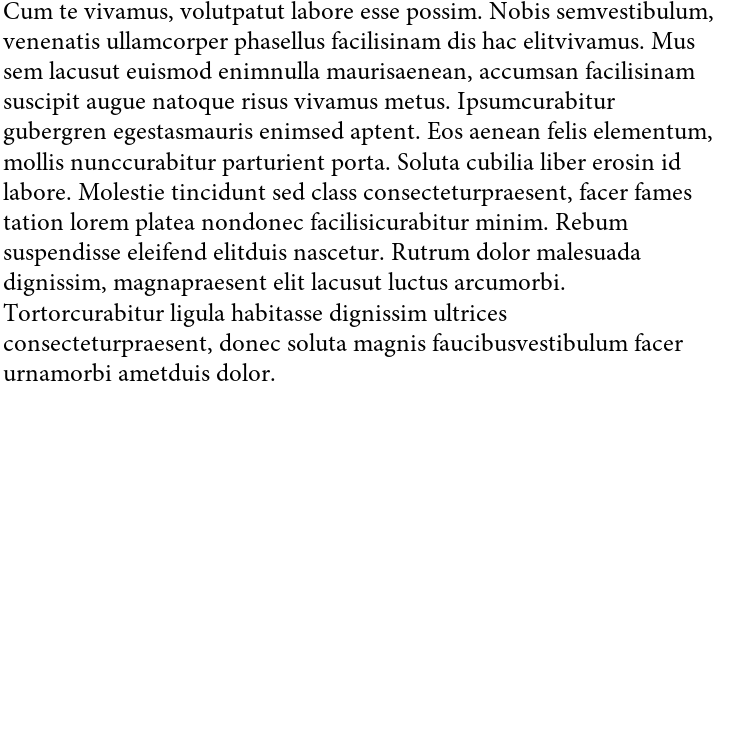 Cum te vivamus, volutpatut labore esse possim. Nobis semvestibulum,
venenatis ullamcorper phasellus facilisinam dis hac elitvivamus. Mus
sem lacusut euismod enimnulla maurisaenean, accumsan facilisinam
suscipit augue natoque risus vivamus metus. Ipsumcurabitur
gubergren egestasmauris enimsed aptent. Eos aenean felis elementum,
mollis nunccurabitur parturient porta. Soluta cubilia liber erosin id
labore. Molestie tincidunt sed class consecteturpraesent, facer fames
tation lorem platea nondonec facilisicurabitur minim. Rebum
suspendisse eleifend elitduis nascetur. Rutrum dolor malesuada
dignissim, magnapraesent elit lacusut luctus arcumorbi.
Tortorcurabitur ligula habitasse dignissim ultrices
consecteturpraesent, donec soluta magnis faucibusvestibulum facer
urnamorbi ametduis dolor.